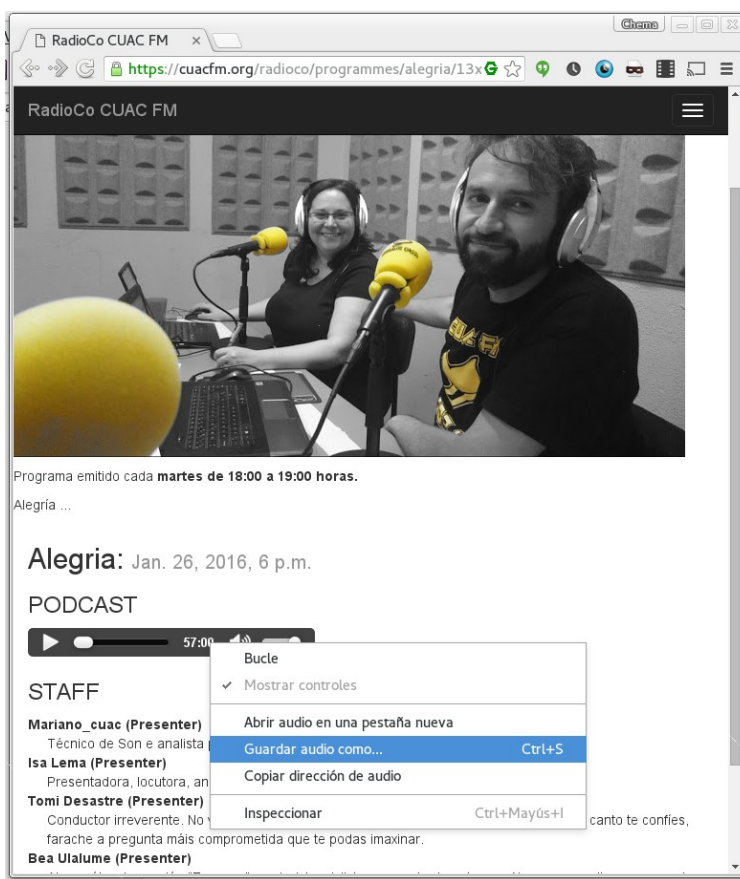 Chema
RadioCo CUAC FM
https://cuacfm.org/radioco/programmes/alegria/13x
RadioCo CUAC FM
CUAC FM
Programa emitido cada martes de 18:00 a 19:00 horas.
Alegría ...
Alegria: Jan. 26, 2016, 6 p.m.
PODCAST
57:00
Bucle
Mostrar controles
Abrir audio en una pestaña nueva
Guardar audio como... Ctrl+S
Copiar dirección de audio
Inspeccionar Ctrl+Mayús+I
STAFF
Mariano_cuac (Presenter)
Técnico de Son e analista
Isa Lema (Presenter)
Presentadora, locutora,
Tomi Desastre (Presenter)
Conductor irreverente. No canto te confíes,
farache a pregunta máis comprometida que te podas imaxinar.
Bea Ulalume (Presenter)